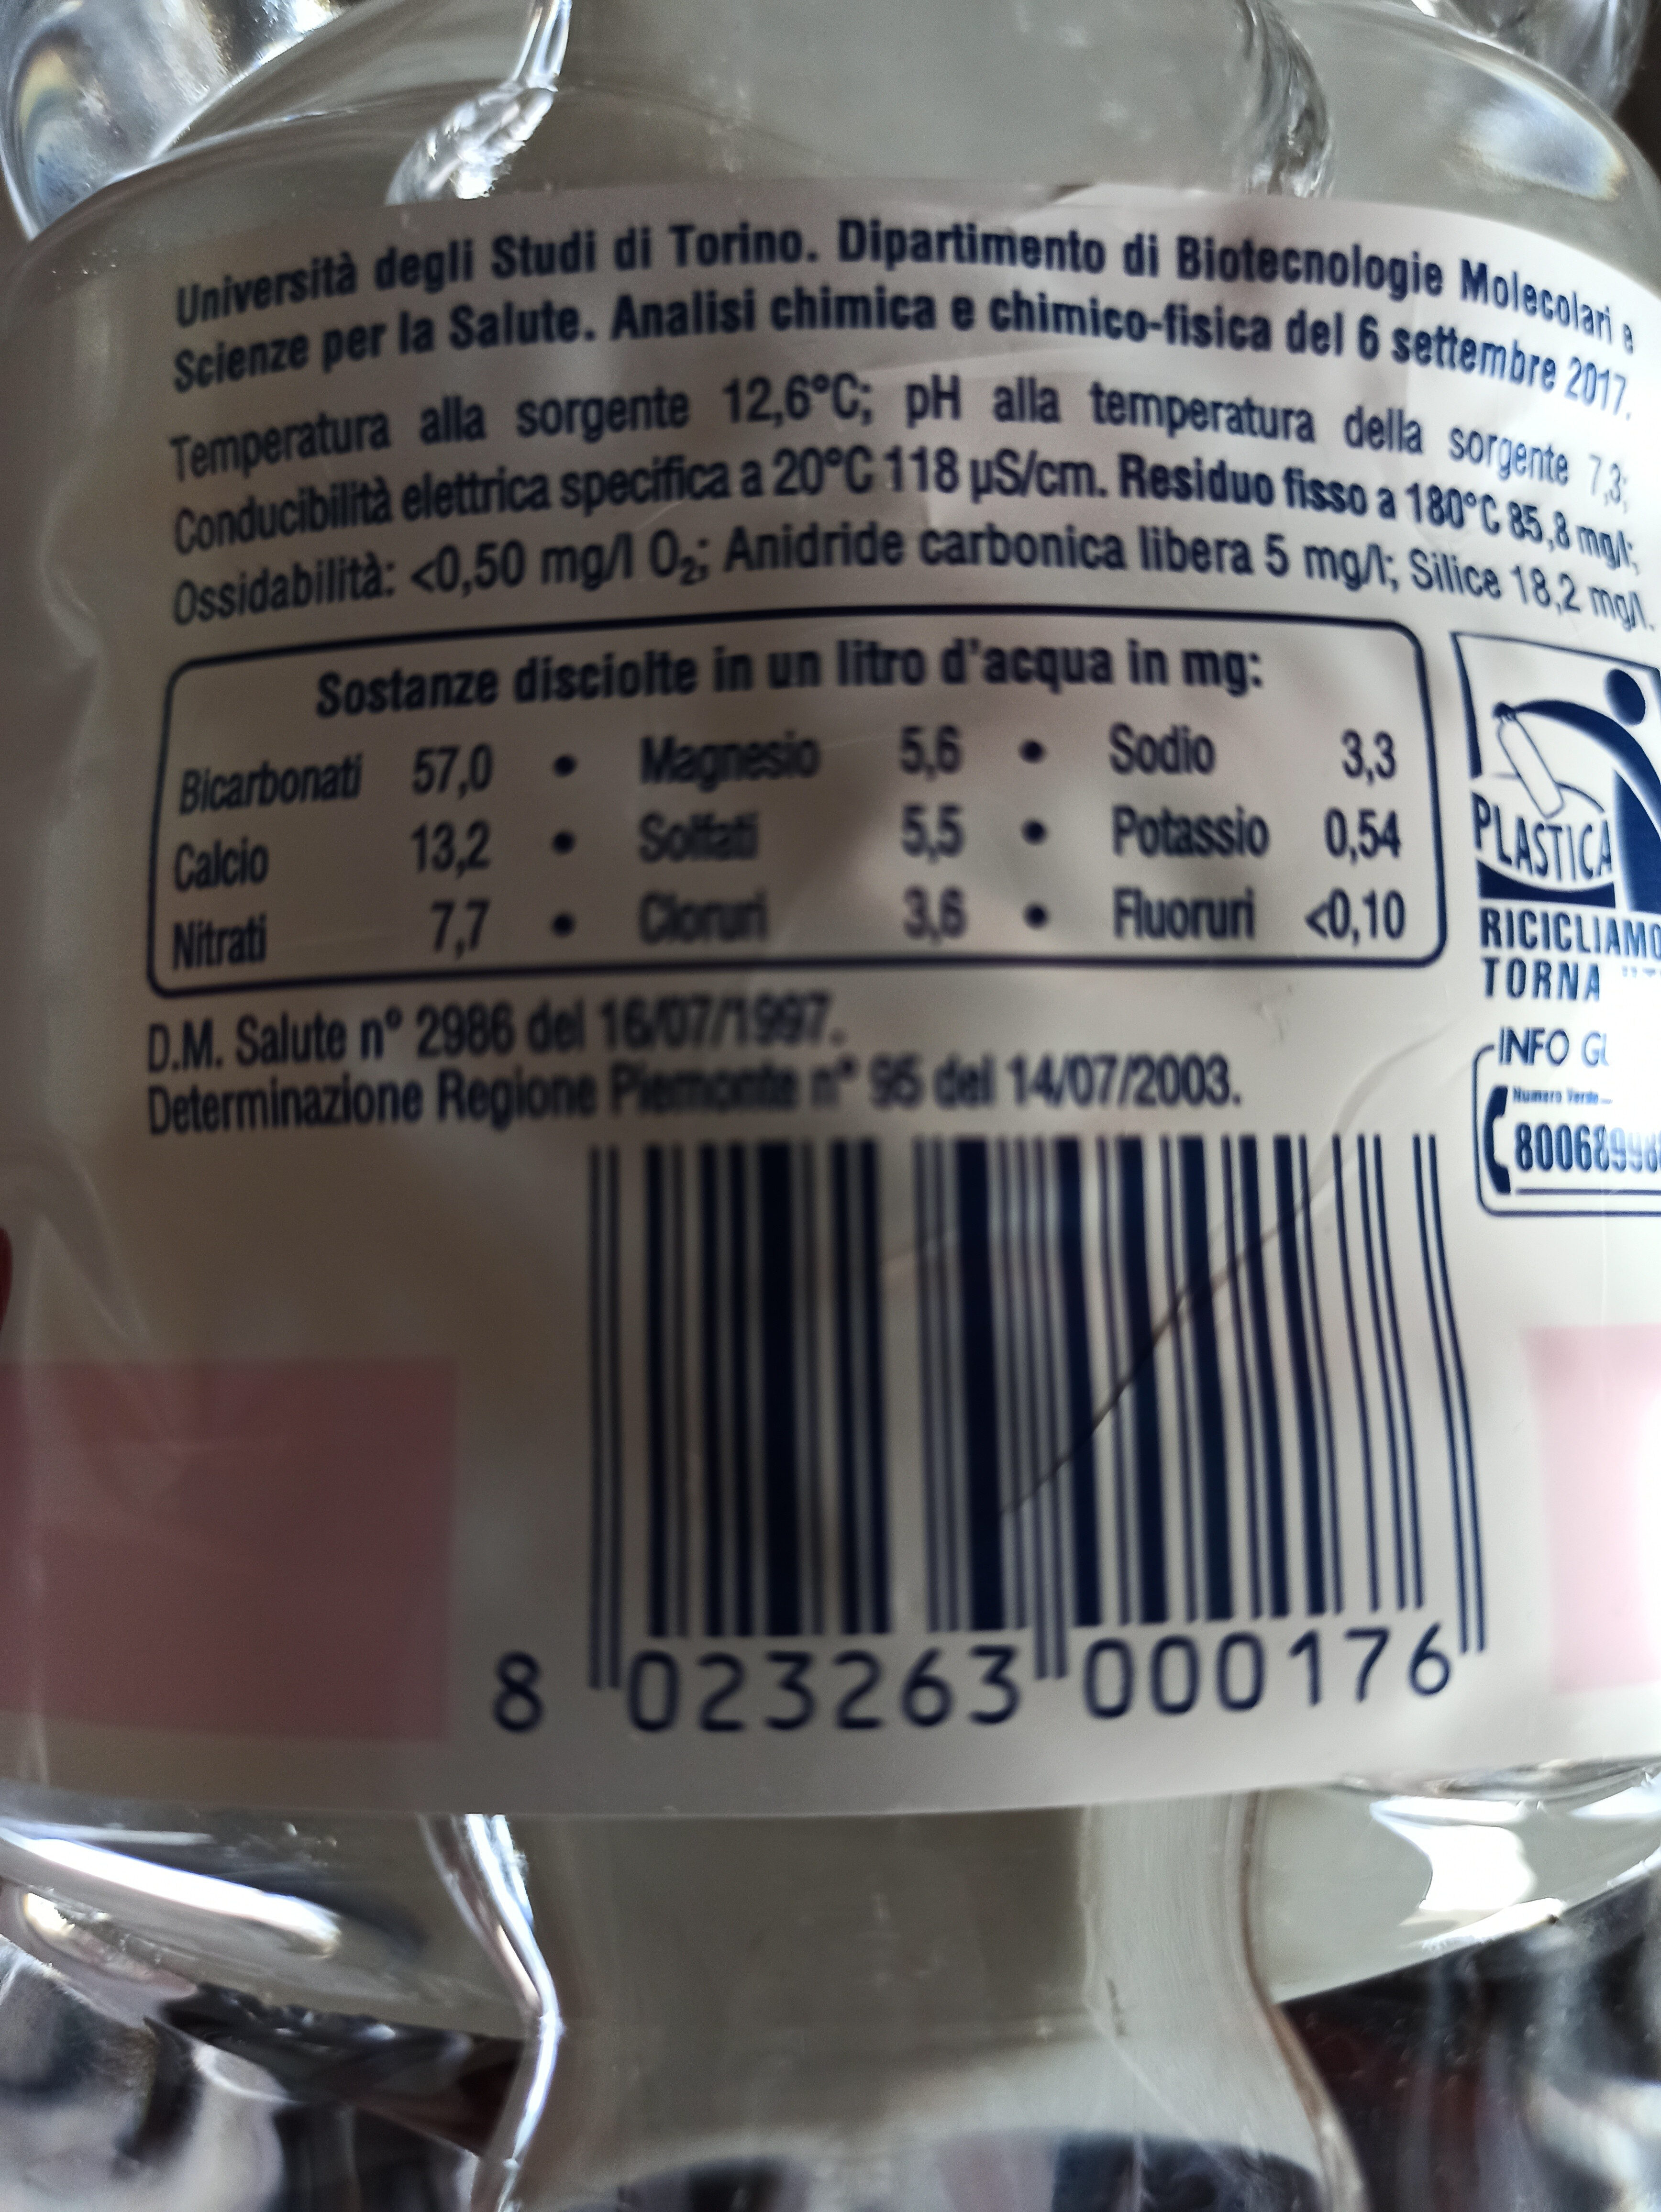 Università degli Studi di Torino. Dipartimento di Biotecnologie Molecolari e
Scienze per la Salute. Analisi chimica e chimico-fisica del 6 settembre 2017.
Temperatura alla sorgente 12,6°C; pH alla temperatura della sorgente 7,3;
Conducibilità elettrica specifica a 20°C 118 µS/cm. Residuo fisso a 180°C 85,8 mg/l;
Ossidabilità: <0,50 mg/l O₂; Anidride carbonica libera 5 mg/l; Silice 18,2 mg/l.
Sostanze disciolte in un litro d'acqua in mg:
Bicarbonati 57,0 • Magnesio 5,6 • Sodio 3,3
Calcio 13,2 • Solfati 5,5 • Potassio 0,54
Nitrati 7,7 • Cloruri 3,6 • Fluoruri <0,10
PLASTICA
RICICLIAMO
TORNA
D.M. Salute n° 2986 del 16/07/1997.
Determinazione Regione Piemonte n° 95 del 14/07/2003.
INFO
Numero Verde
8 023263 000176